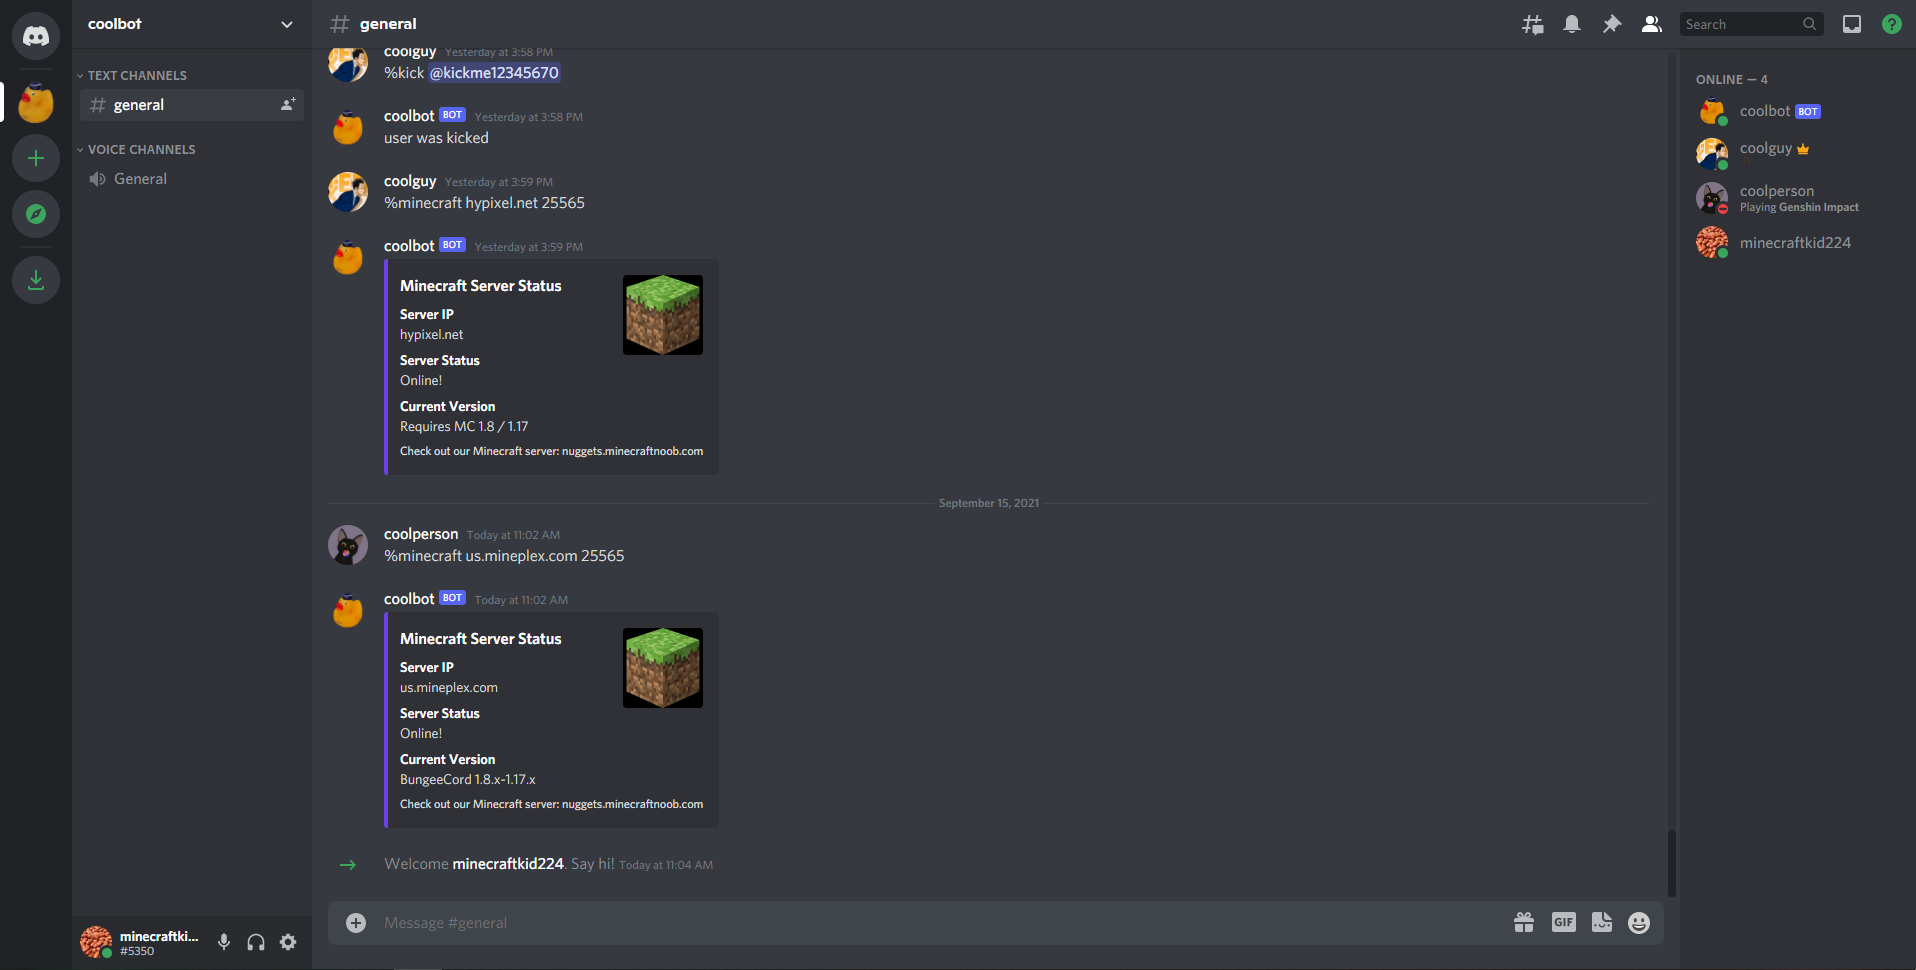 coolbot
TEXT CHANNELS
general
VOICE CHANNELS
General
minecraftki...
#5350
general
Search
coolguy Yesterday at 3:58 PM
%kick @kickme12345670
coolbot BOT Yesterday at 3:58 PM
user was kicked
coolguy Yesterday at 3:59 PM
%minecraft hypixel.net 25565
coolbot BOT Yesterday at 3:59 PM
Minecraft Server Status
Server IP
hypixel.net
Server Status
Online!
Current Version
Requires MC 1.8 / 1.17
Check out our Minecraft server: nuggets.minecraftnoob.com
September 15, 2021
coolperson Today at 11:02 AM
%minecraft us.mineplex.com 25565
coolbot BOT Today at 11:02 AM
Minecraft Server Status
Server IP
us.mineplex.com
Server Status
Online!
Current Version
BungeeCord 1.8.x-1.17.x
Check out our Minecraft server: nuggets.minecraftnoob.com
Welcome minecraftkid224. Say hi! Today at 11:04 AM
Message #general
GIF
ONLINE — 4
coolbot BOT
coolguy
coolperson
Playing Genshin Impact
minecraftkid224